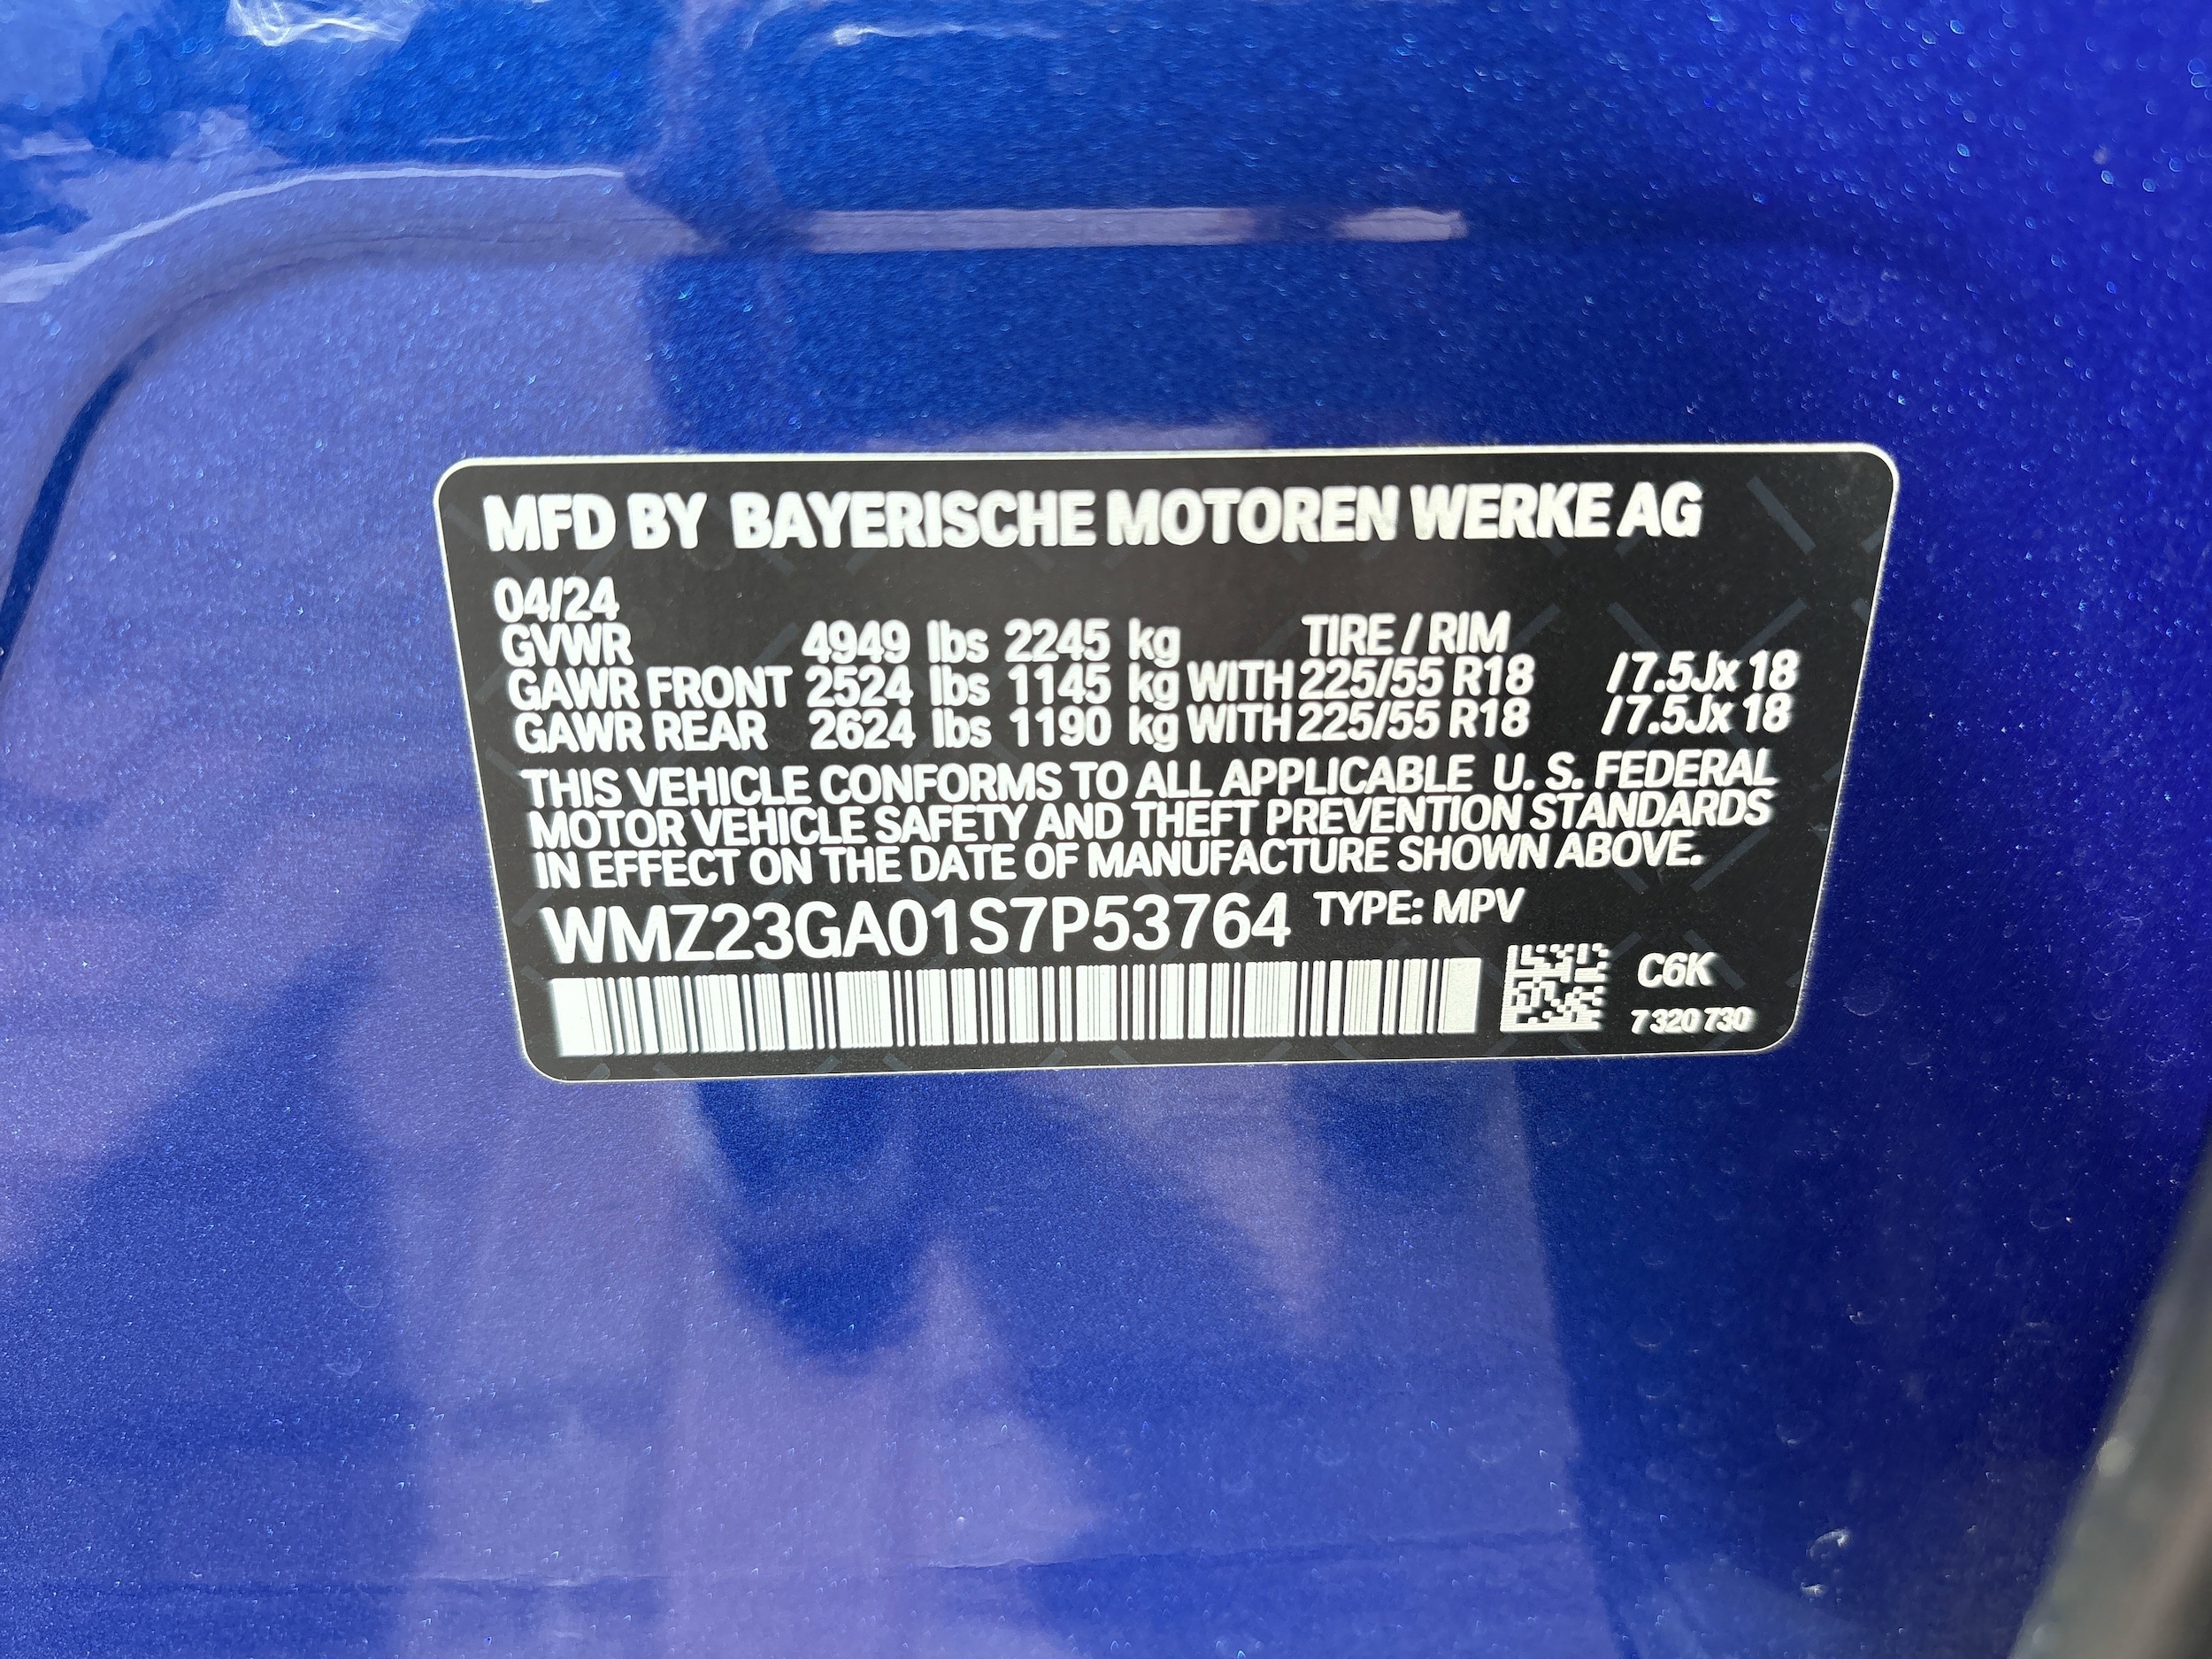 MFD BY BAYERISCHE MOTOREN WERKE AG
04/24
GVWR 4949 lbs 2245 kg TIRE / RIM
GAWR FRONT 2524 lbs 1145 kg WITH 225/55 R18 / 7.5Jx 18
GAWR REAR 2624 lbs 1190 kg WITH 225/55 R18 / 7.5Jx 18
THIS VEHICLE CONFORMS TO ALL APPLICABLE U. S. FEDERAL
MOTOR VEHICLE SAFETY AND THEFT PREVENTION STANDARDS
IN EFFECT ON THE DATE OF MANUFACTURE SHOWN ABOVE.
WMZ23GA01S7P53764 TYPE: MPV
C6K
7 320 730